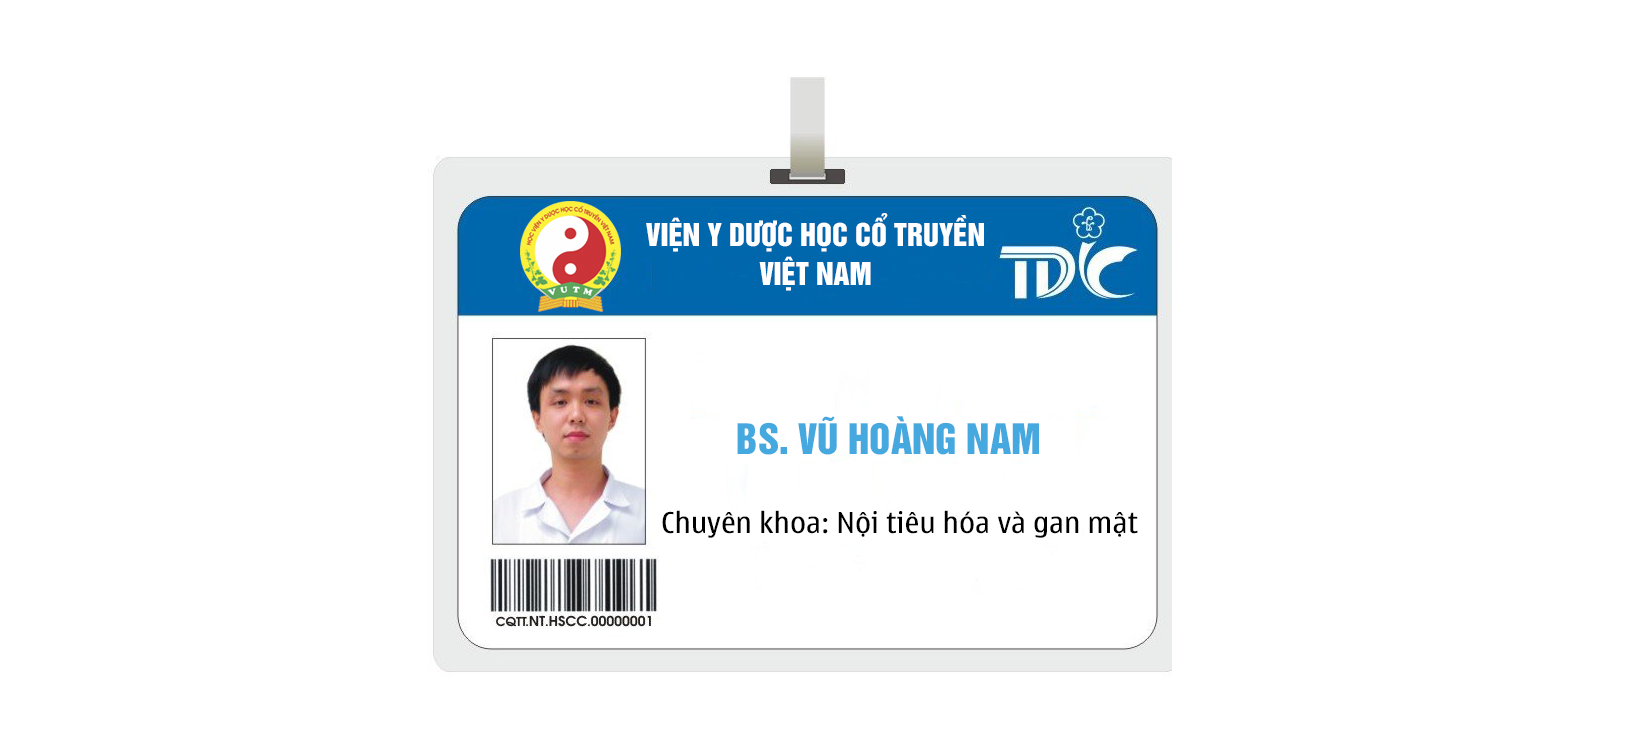 HỌC VIỆN Y DƯỢC HỌC CỔ TRUYỀN VIỆT NAM
VUTM
VIỆN Y DƯỢC HỌC CỔ TRUYỀN
VIỆT NAM
TDC
BS. VŨ HOÀNG NAM
Chuyên khoa: Nội tiêu hóa và gan mật
CQTT.NT.HSCC.00000001